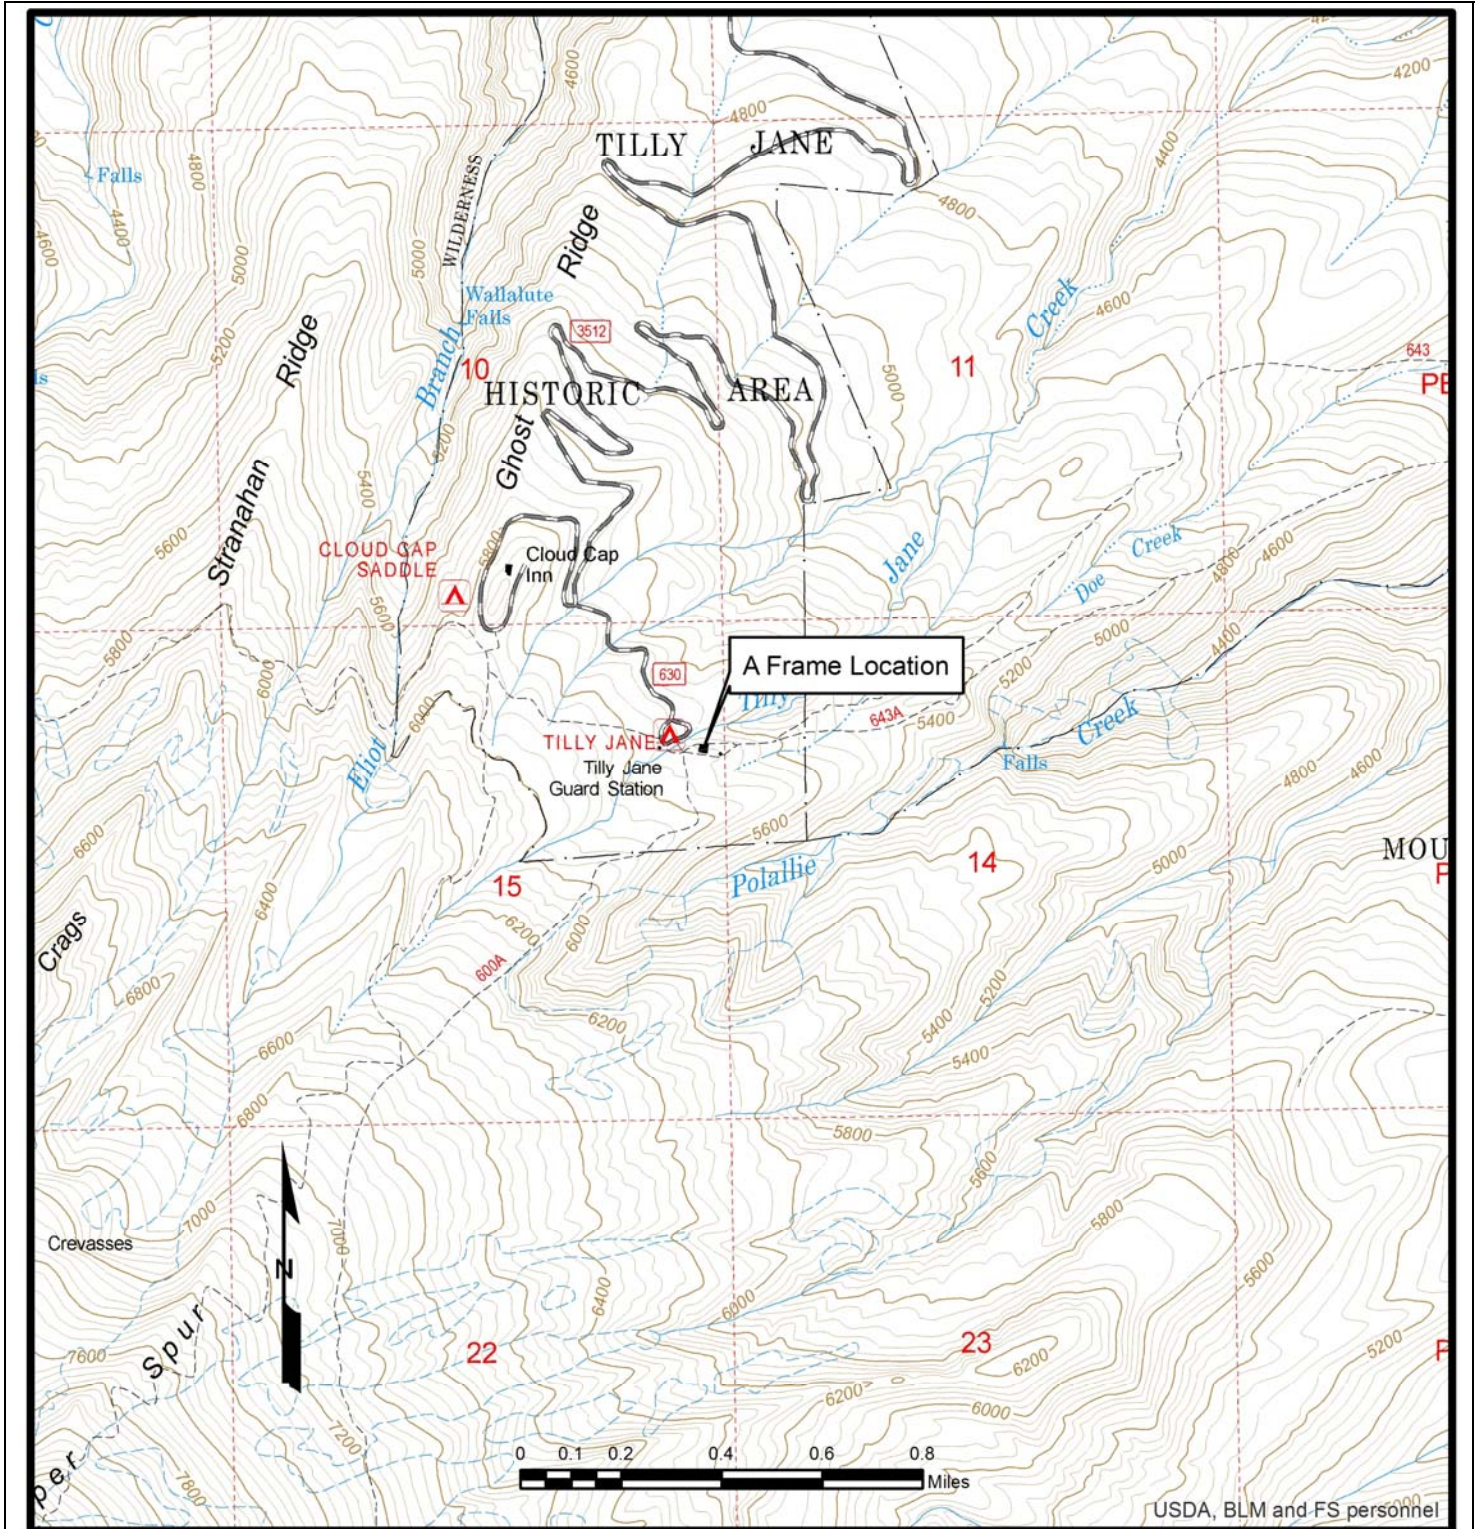 4600
4200
4800
TILLY JANE
Falls
4800
4400
WILDERNESS
4400
4800
4600
5000
5000
Ridge
Wallalute
Falls
Creek
4600
5200
Ridge
Branch
3512
10
11
643
HISTORIC AREA
5000
5200
Ghost
5400
Stranahan
5600
CLOUD CAP
SADDLE
5800
Cloud Cap
Inn
Jane
Creek
4800
4600
Doe
5600
5800
5000
4400
A Frame Location
6000
630
5200
Tilly
643A
5400
6000
Creek
TILLY JANE
Tilly Jane
Guard Station
Eliot
Falls
4800
4600
5600
6600
MOU
5000
Polallie
14
15
6400
Crags
6200
6000
600A
5200
6800
6200
5400
6600
5400
6800
5800
5600
7000
7000
5800
Crevasses
N
5600
6400
6000
Spur
22
23
7600
6200
5200
6200
6000
7200
per
7800
0 0.1 0.2 0.4 0.6 0.8
Miles
USDA, BLM and FS personnel